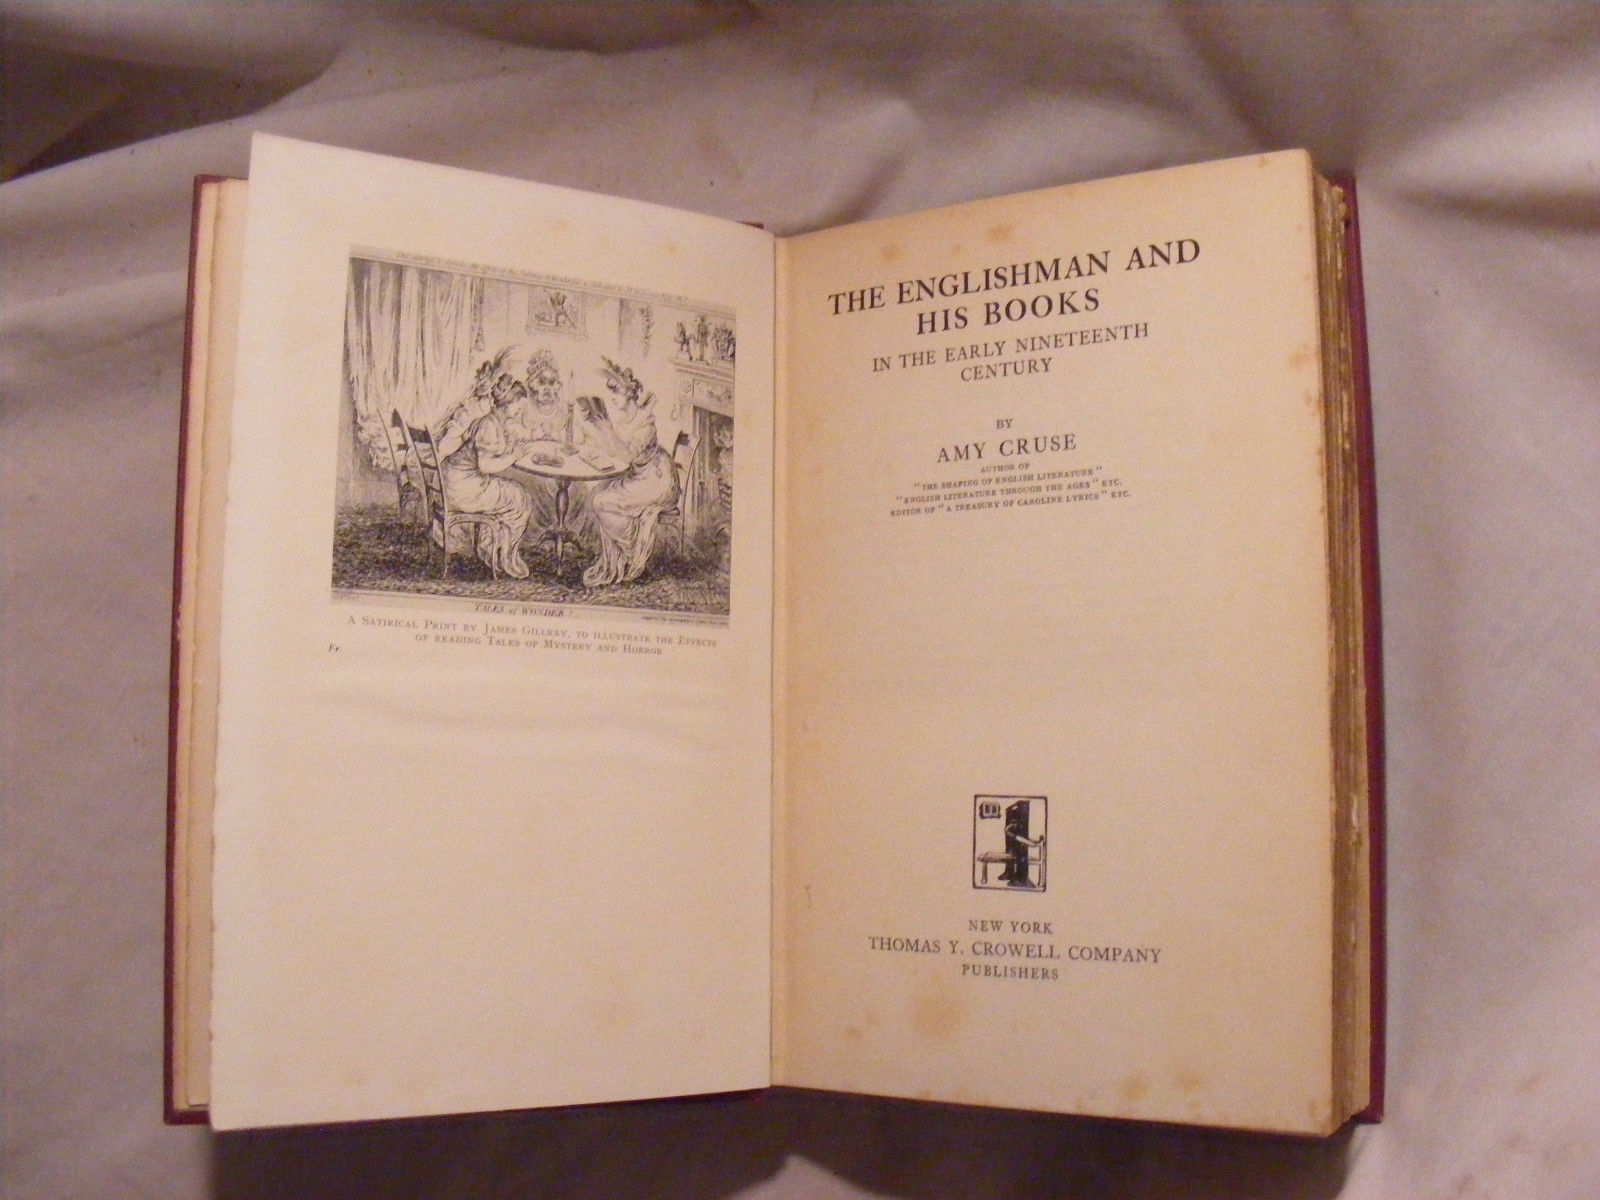 TALES of WONDER!
A SATIRICAL PRINT BY JAMES GILLRAY, TO ILLUSTRATE THE EFFECTS
OF READING TALES OF MYSTERY AND HORROR
Fr.
THE ENGLISHMAN AND
HIS BOOKS
IN THE EARLY NINETEENTH
CENTURY
BY
AMY CRUSE
AUTHOR OF
"THE SHAPING OF ENGLISH LITERATURE"
"ENGLISH LITERATURE THROUGH THE AGES" ETC.
EDITOR OF "A TREASURY OF CAROLINE LYRICS" ETC.
NEW YORK
THOMAS Y. CROWELL COMPANY
PUBLISHERS